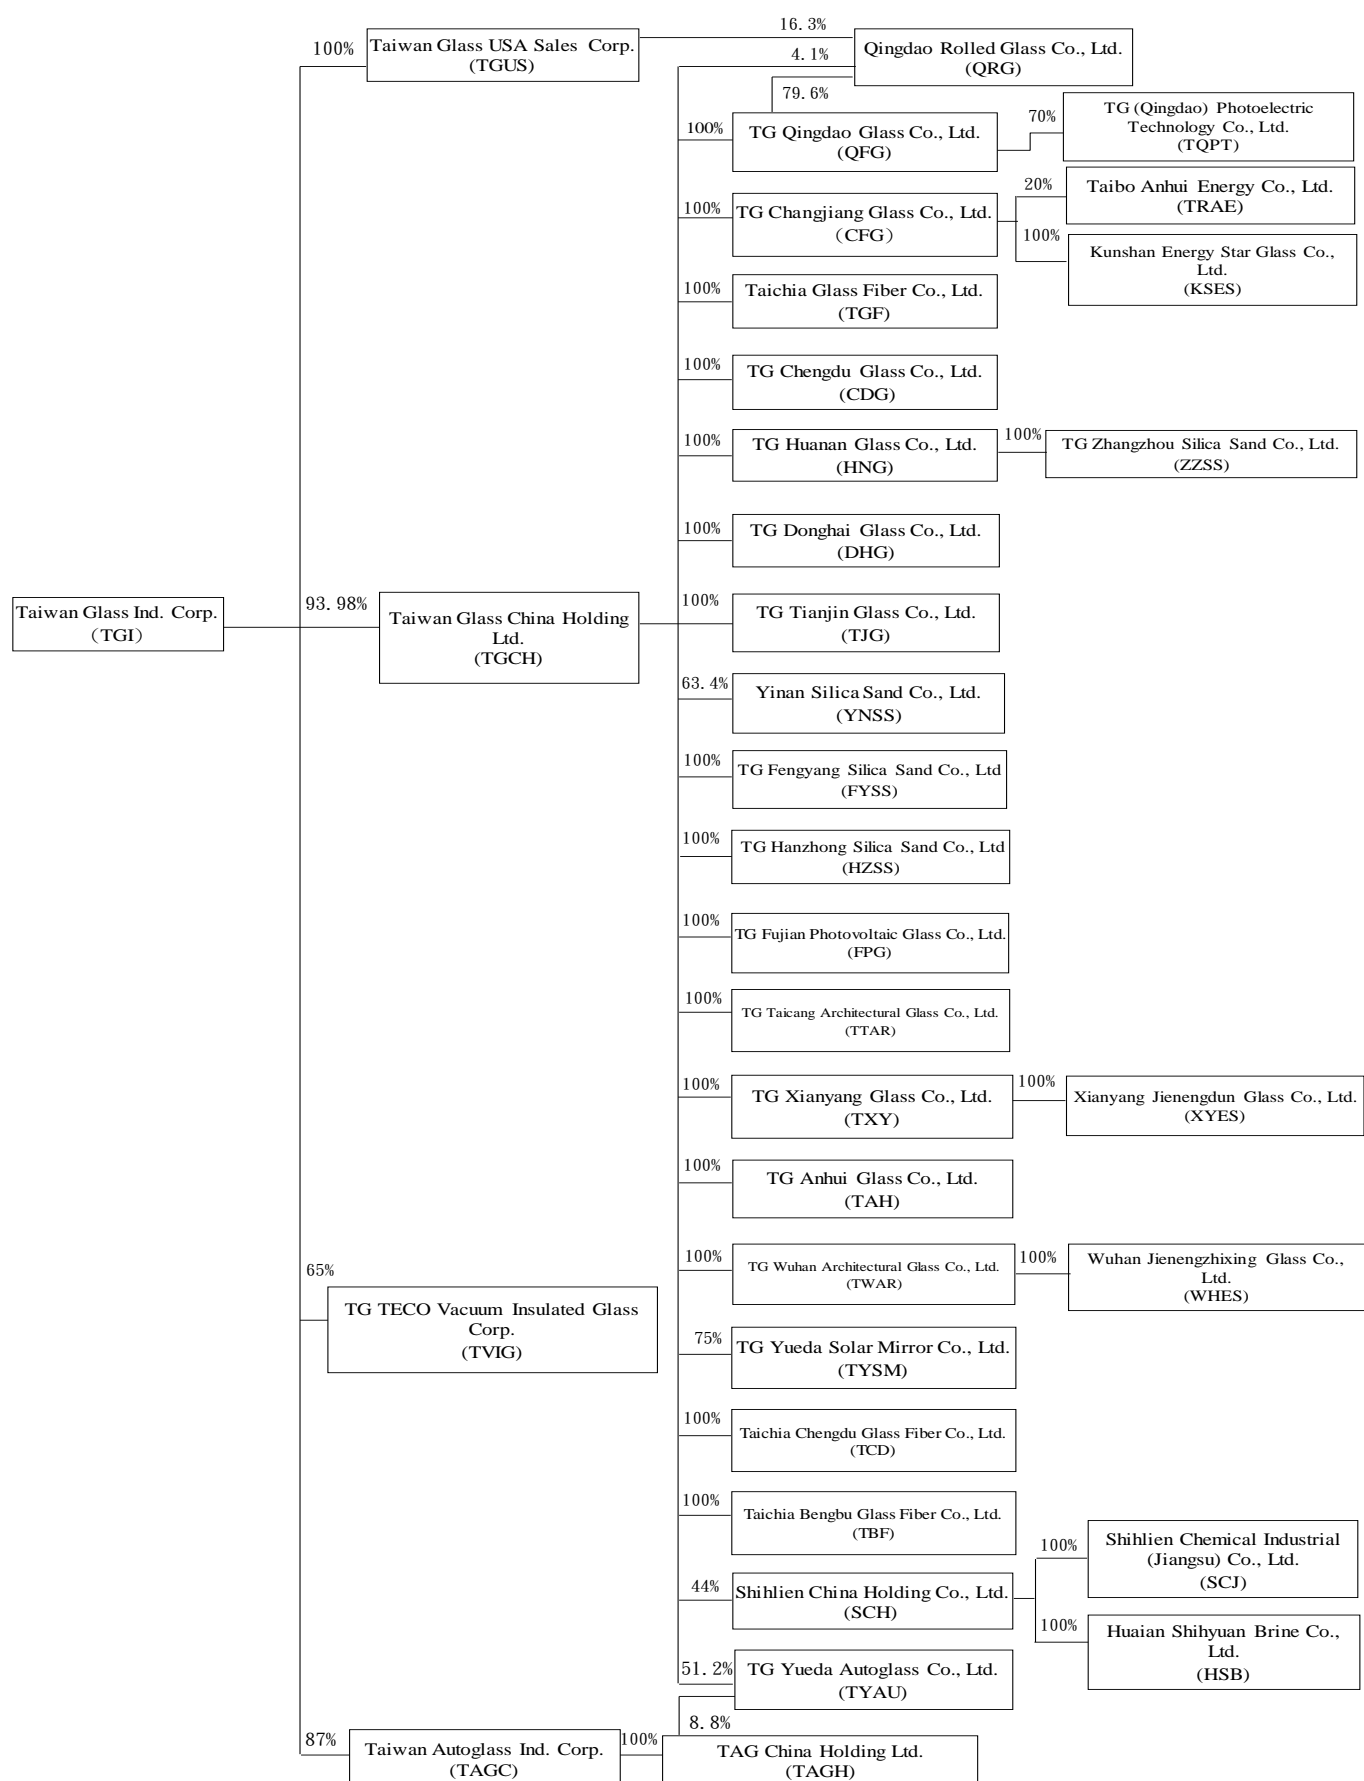 16.3%
100%
Taiwan Glass USA Sales Corp.
(TGUS)
Qingdao Rolled Glass Co., Ltd.
(QRG)
4.1%
79.6%
100%
TG Qingdao Glass Co., Ltd.
(QFG)
70%
TG (Qingdao) Photoelectric
Technology Co., Ltd.
(TQPT)
100%
TG Changjiang Glass Co., Ltd.
(CFG)
20%
Taibo Anhui Energy Co., Ltd.
(TRAE)
100%
Kunshan Energy Star Glass Co.,
Ltd.
(KSES)
100%
Taichia Glass Fiber Co., Ltd.
(TGF)
100%
TG Chengdu Glass Co., Ltd.
(CDG)
100%
TG Huanan Glass Co., Ltd.
(HNG)
100%
TG Zhangzhou Silica Sand Co., Ltd.
(ZZSS)
100%
TG Donghai Glass Co., Ltd.
(DHG)
Taiwan Glass Ind. Corp.
(TGI)
93.98%
Taiwan Glass China Holding
Ltd.
(TGCH)
100%
TG Tianjin Glass Co., Ltd.
(TJG)
63.4%
Yinan Silica Sand Co., Ltd.
(YNSS)
100%
TG Fengyang Silica Sand Co., Ltd
(FYSS)
100%
TG Hanzhong Silica Sand Co., Ltd
(HZSS)
100%
TG Fujian Photovoltaic Glass Co., Ltd.
(FPG)
100%
TG Taicang Architectural Glass Co., Ltd.
(TTAR)
100%
TG Xianyang Glass Co., Ltd.
(TXY)
100%
Xianyang Jienengdun Glass Co., Ltd.
(XYES)
100%
TG Anhui Glass Co., Ltd.
(TAH)
100%
TG Wuhan Architectural Glass Co., Ltd.
(TWAR)
100%
Wuhan Jienengzhixing Glass Co.,
Ltd.
(WHES)
65%
TG TECO Vacuum Insulated Glass
Corp.
(TVIG)
75%
TG Yueda Solar Mirror Co., Ltd.
(TYSM)
100%
Taichia Chengdu Glass Fiber Co., Ltd.
(TCD)
100%
Taichia Bengbu Glass Fiber Co., Ltd.
(TBF)
44%
Shihlien China Holding Co., Ltd.
(SCH)
100%
Shihlien Chemical Industrial
(Jiangsu) Co., Ltd.
(SCJ)
100%
Huaian Shihyuan Brine Co.,
Ltd.
(HSB)
51.2%
TG Yueda Autoglass Co., Ltd.
(TYAU)
8.8%
87%
Taiwan Autoglass Ind. Corp.
(TAGC)
100%
TAG China Holding Ltd.
(TAGH)